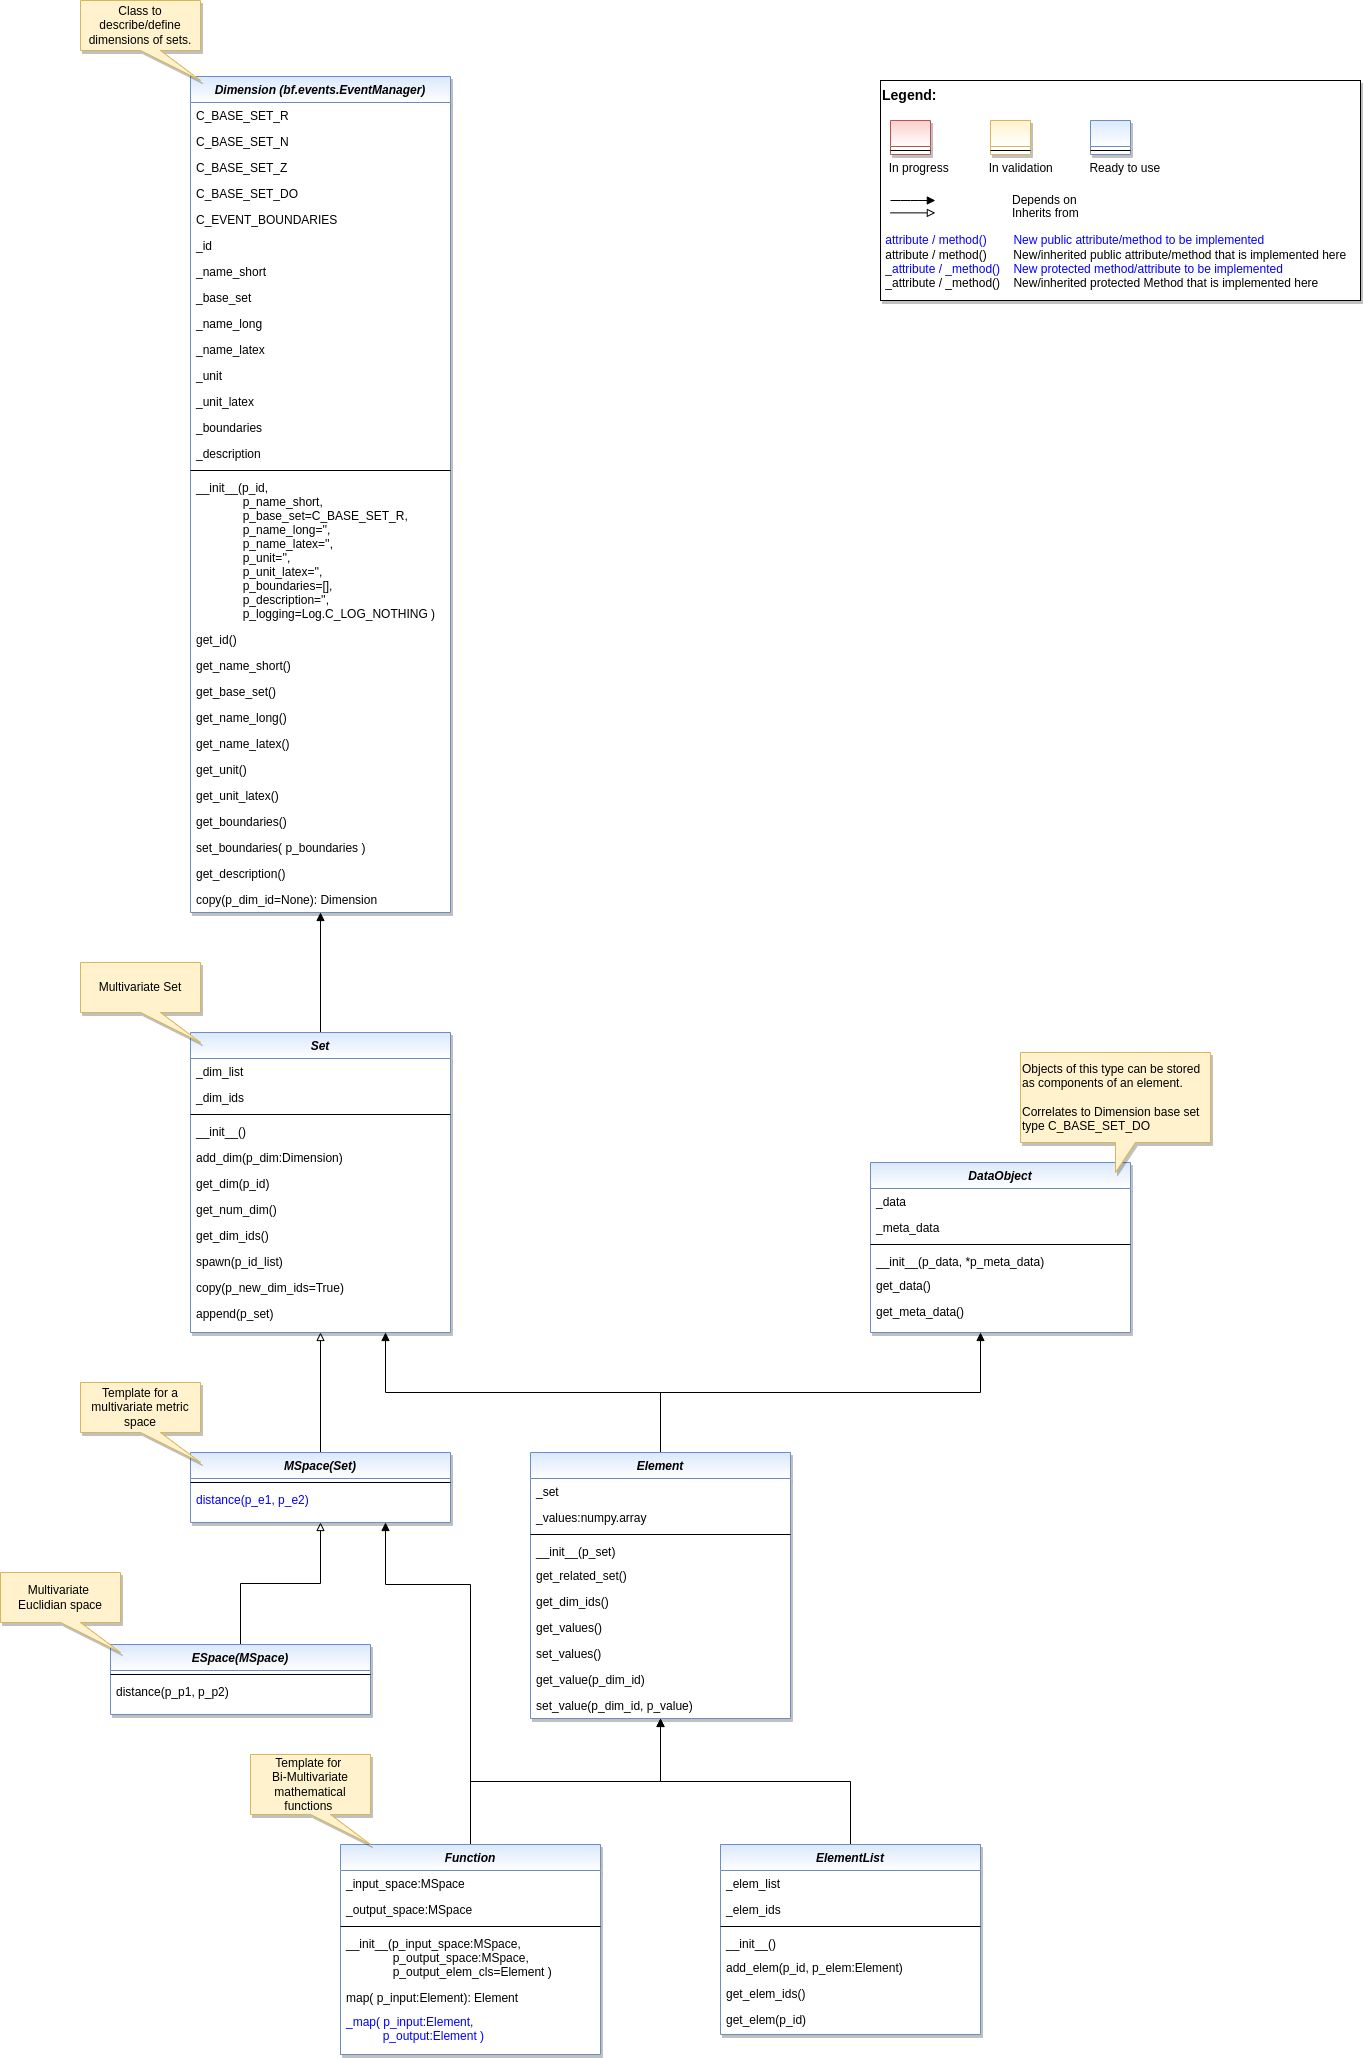 Class to
describe/define
dimensions of sets.
Dimension (bf.events.EventManager)
C_BASE_SET_R
C_BASE_SET_N
C_BASE_SET_Z
C_BASE_SET_DO
C_EVENT_BOUNDARIES
_id
_name_short
_base_set
_name_long
_name_latex
_unit
_unit_latex
_boundaries
_description
__init__(p_id,
p_name_short,
p_base_set=C_BASE_SET_R,
p_name_long='',
p_name_latex='',
p_unit='',
p_unit_latex='',
p_boundaries=[],
p_description='',
p_logging=Log.C_LOG_NOTHING )
get_id()
get_name_short()
get_base_set()
get_name_long()
get_name_latex()
get_unit()
get_unit_latex()
get_boundaries()
set_boundaries( p_boundaries )
get_description()
copy(p_dim_id=None): Dimension
Legend:
In progress
In validation
Ready to use
Depends on
Inherits from
attribute / method() New public attribute/method to be implemented
attribute / method() New/inherited public attribute/method that is implemented here
_attribute / _method() New protected method/attribute to be implemented
_attribute / _method() New/inherited protected Method that is implemented here
Multivariate Set
Set
_dim_list
_dim_ids
__init__()
add_dim(p_dim:Dimension)
get_dim(p_id)
get_num_dim()
get_dim_ids()
spawn(p_id_list)
copy(p_new_dim_ids=True)
append(p_set)
Objects of this type can be stored
as components of an element.
Correlates to Dimension base set
type C_BASE_SET_DO
DataObject
_data
_meta_data
__init__(p_data, *p_meta_data)
get_data()
get_meta_data()
Template for a
multivariate metric
space
MSpace(Set)
distance(p_e1, p_e2)
Element
_set
_values:numpy.array
__init__(p_set)
get_related_set()
get_dim_ids()
get_values()
set_values()
get_value(p_dim_id)
set_value(p_dim_id, p_value)
Multivariate
Euclidian space
ESpace(MSpace)
distance(p_p1, p_p2)
Template for
Bi-Multivariate
mathematical
functions
Function
_input_space:MSpace
_output_space:MSpace
__init__(p_input_space:MSpace,
p_output_space:MSpace,
p_output_elem_cls=Element )
map( p_input:Element): Element
_map( p_input:Element,
p_output:Element )
ElementList
_elem_list
_elem_ids
__init__()
add_elem(p_id, p_elem:Element)
get_elem_ids()
get_elem(p_id)